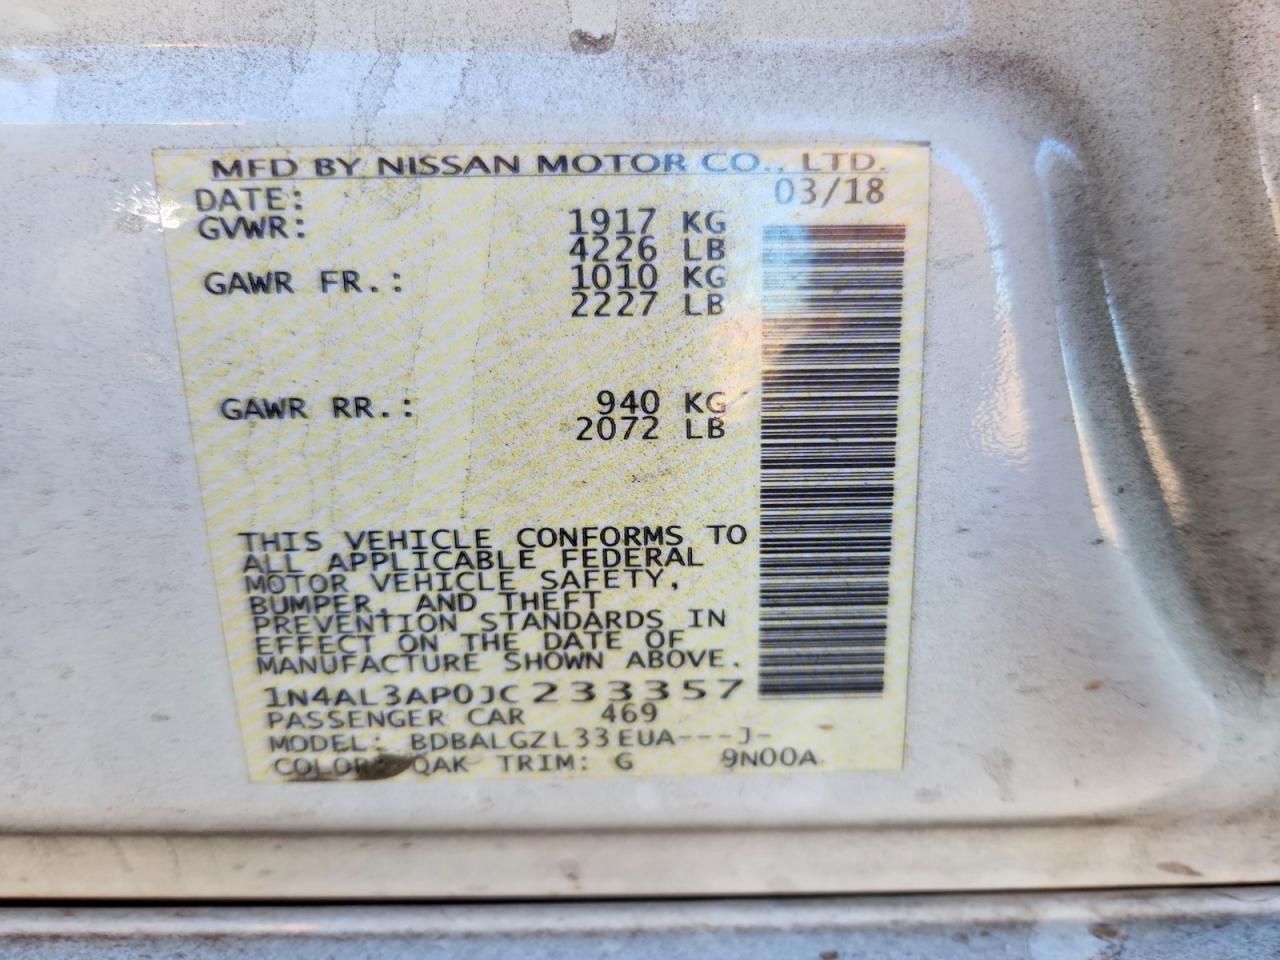 MFD BY NISSAN MOTOR CO., LTD.
DATE: 03/18
GVWR: 1917 KG
4226 LB
GAWR FR.: 1010 KG
2227 LB
GAWR RR.: 940 KG
2072 LB
THIS VEHICLE CONFORMS TO
ALL APPLICABLE FEDERAL
MOTOR VEHICLE SAFETY,
BUMPER, AND THEFT
PREVENTION STANDARDS IN
EFFECT ON THE DATE OF
MANUFACTURE SHOWN ABOVE.
1N4AL3AP0JC233357
PASSENGER CAR 469
MODEL: BDBALGZL33EUA---J-
COLOR: QAK TRIM: G 9N00A